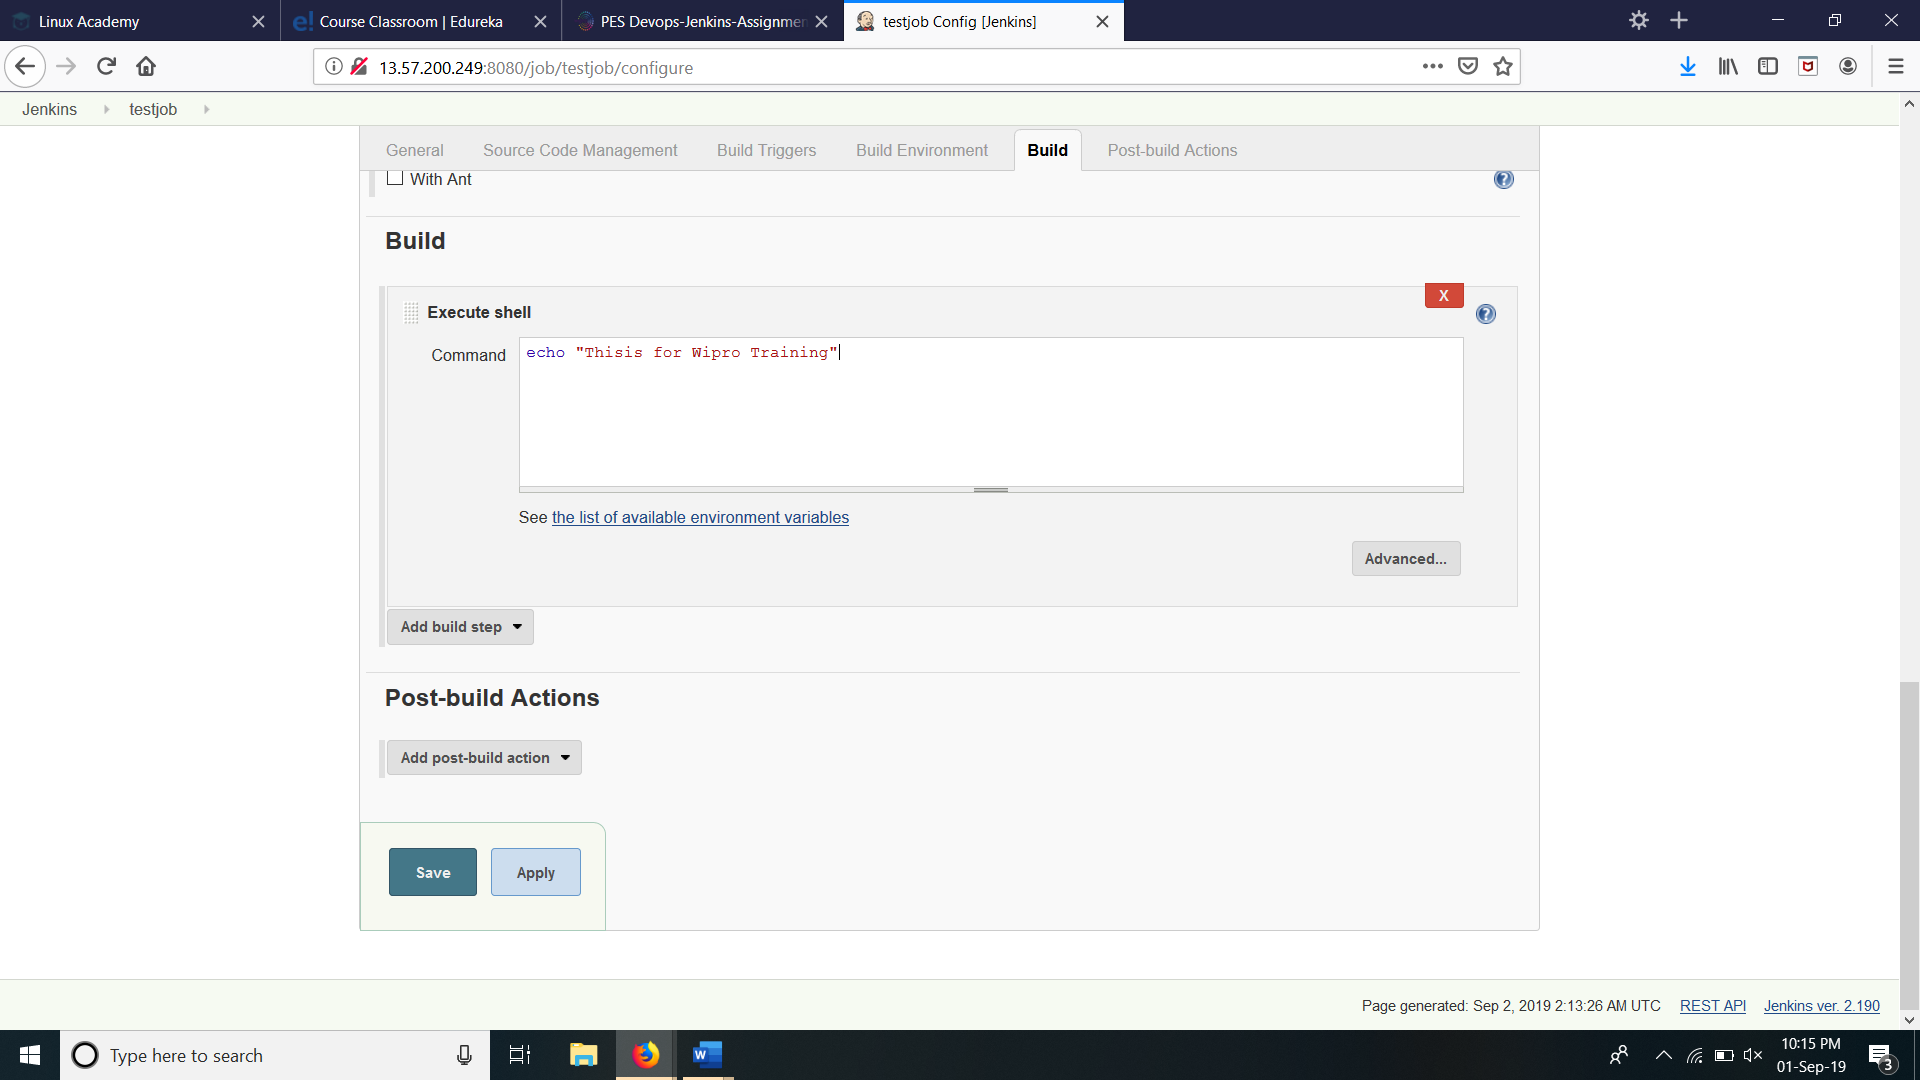 Linux Academy
e! Course Classroom | Edureka
PES Devops-Jenkins-Assignmen
testjob Config [Jenkins]
13.57.200.249:8080/job/testjob/configure
Jenkins
testjob
General
Source Code Management
Build Triggers
Build Environment
Build
Post-build Actions
With Ant
Build
X
Execute shell
Command
echo "Thisis for Wipro Training"
See the list of available environment variables
Advanced...
Add build step
Post-build Actions
Add post-build action
Save
Apply
Page generated: Sep 2, 2019 2:13:26 AM UTC
REST API
Jenkins ver. 2.190
Type here to search
W
10:15 PM
01-Sep-19
3